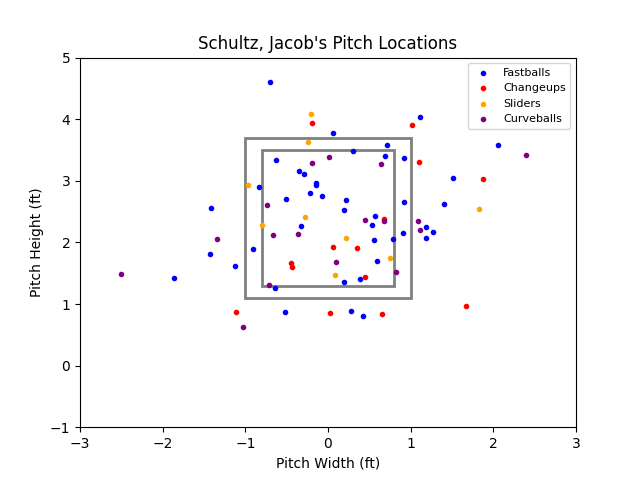 Schultz, Jacob's Pitch Locations
Fastballs
Changeups
Sliders
Curveballs
Pitch Height (ft)
5
4
3
2
1
0
−1
−3
−2
−1
0
1
2
3
Pitch Width (ft)